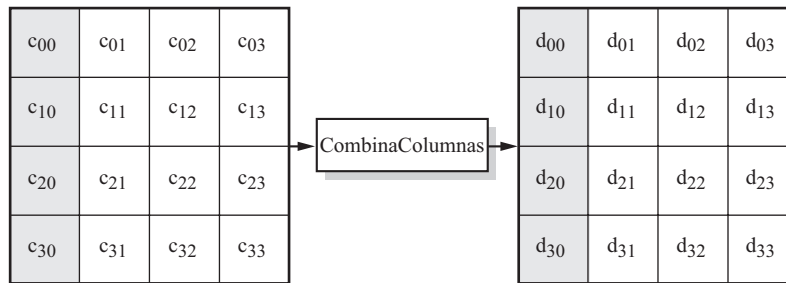 c00 c01 c02 c03 d00 d01 d02 d03
c10 c11 c12 c13 d10 d11 d12 d13
CombinaColumnas
c20 c21 c22 c23 d20 d21 d22 d23
c30 c31 c32 c33 d30 d31 d32 d33